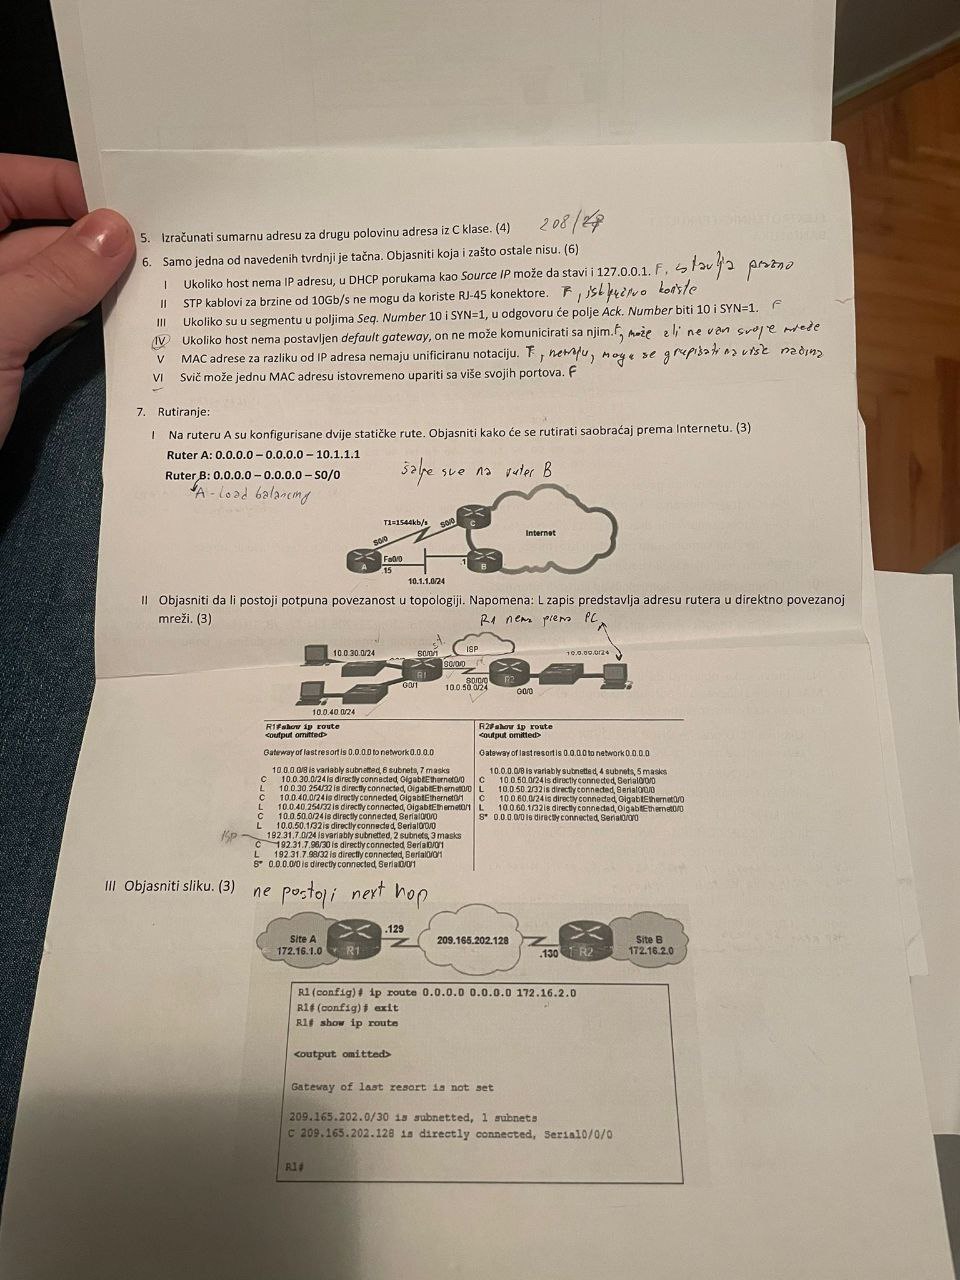 5. Izračunati sumarnu adresu za drugu polovinu adresa iz C klase. (4) 208/
6. Samo jedna od navedenih tvrdnji je tačna. Objasniti koja i zašto ostale nisu. (6)
I Ukoliko host nema IP adresu, u DHCP porukama kao Source IP može da stavi i 127.0.0.1. F, stavlja prazno
II STP kablovi za brzine od 10Gb/s ne mogu da koriste RJ-45 konektore. F, isključivo koriste
III Ukoliko su u segmentu u poljima Seq. Number 10 i SYN=1, u odgovoru će polje Ack. Number biti 10 i SYN=1. F
IV Ukoliko host nema postavljen default gateway, on ne može komunicirati sa njim. F, može ali ne van svoje mreže
V MAC adrese za razliku od IP adresa nemaju unificiranu notaciju. T, nemaju, mogu se grupisati na više načina
VI Svič može jednu MAC adresu istovremeno upariti sa više svojih portova. F
7. Rutiranje:
I Na ruteru A su konfigurisane dvije statičke rute. Objasniti kako će se rutirati saobraćaj prema Internetu. (3)
Ruter A: 0.0.0.0 – 0.0.0.0 – 10.1.1.1
Ruter B: 0.0.0.0 – 0.0.0.0 – S0/0
šalje sve na ruter B
A - Load balancing
T1=1544kb/s
S0/0
S0/0
C
Internet
A
Fa0/0
.15
.1
B
10.1.1.0/24
II Objasniti da li postoji potpuna povezanost u topologiji. Napomena: L zapis predstavlja adresu rutera u direktno povezanoj
mreži. (3)
R1 nema prema PC
10.0.30.0/24
S0/0/1
ISP
10.0.60.0/24
R1
S0/0/0
S0/0/0
R2
G0/1
10.0.50.0/24
G0/0
10.0.40.0/24
R1#show ip route
<output omitted>
Gateway of last resort is 0.0.0.0 to network 0.0.0.0
10.0.0.0/8 is variably subnetted, 6 subnets, 7 masks
C 10.0.30.0/24 is directly connected, GigabitEthernet0/0
L 10.0.30.254/32 is directly connected, GigabitEthernet0/0
C 10.0.40.0/24 is directly connected, GigabitEthernet0/1
L 10.0.40.254/32 is directly connected, GigabitEthernet0/1
C 10.0.50.0/24 is directly connected, Serial0/0/0
L 10.0.50.1/32 is directly connected, Serial0/0/0
192.31.7.0/24 is variably subnetted, 2 subnets, 3 masks
ISP
C 192.31.7.96/30 is directly connected, Serial0/0/1
L 192.31.7.98/32 is directly connected, Serial0/0/1
S* 0.0.0.0/0 is directly connected, Serial0/0/1
R2#show ip route
<output omitted>
Gateway of last resort is 0.0.0.0 to network 0.0.0.0
10.0.0.0/8 is variably subnetted, 4 subnets, 5 masks
C 10.0.50.0/24 is directly connected, Serial0/0/0
L 10.0.50.2/32 is directly connected, Serial0/0/0
C 10.0.60.0/24 is directly connected, GigabitEthernet0/0
L 10.0.60.1/32 is directly connected, GigabitEthernet0/0
S* 0.0.0.0/0 is directly connected, Serial0/0/0
III Objasniti sliku. (3) ne postoji next hop
Site A
172.16.1.0
R1
.129
209.165.202.128
.130
R2
Site B
172.16.2.0
R1(config)# ip route 0.0.0.0 0.0.0.0 172.16.2.0
R1#(config)# exit
R1# show ip route
<output omitted>
Gateway of last resort is not set
209.165.202.0/30 is subnetted, 1 subnets
C 209.165.202.128 is directly connected, Serial0/0/0
R1#